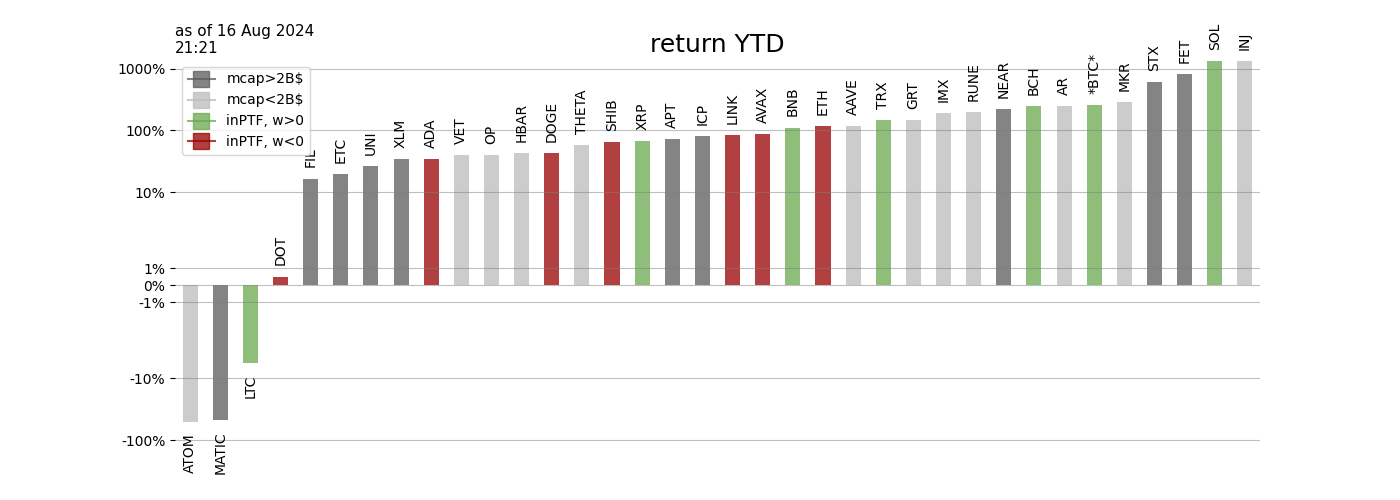 as of 16 Aug 2024
21:21
return YTD
mcap>2B$
mcap<2B$
inPTF, w>0
inPTF, w<0
1000%
100%
10%
1%
0%
-1%
-10%
-100%
ATOM
MATIC
LTC
DOT
FIL
ETC
UNI
XLM
ADA
VET
OP
HBAR
DOGE
THETA
SHIB
XRP
APT
ICP
LINK
AVAX
BNB
ETH
AAVE
TRX
GRT
IMX
RUNE
NEAR
BCH
AR
*BTC*
MKR
STX
FET
SOL
INJ